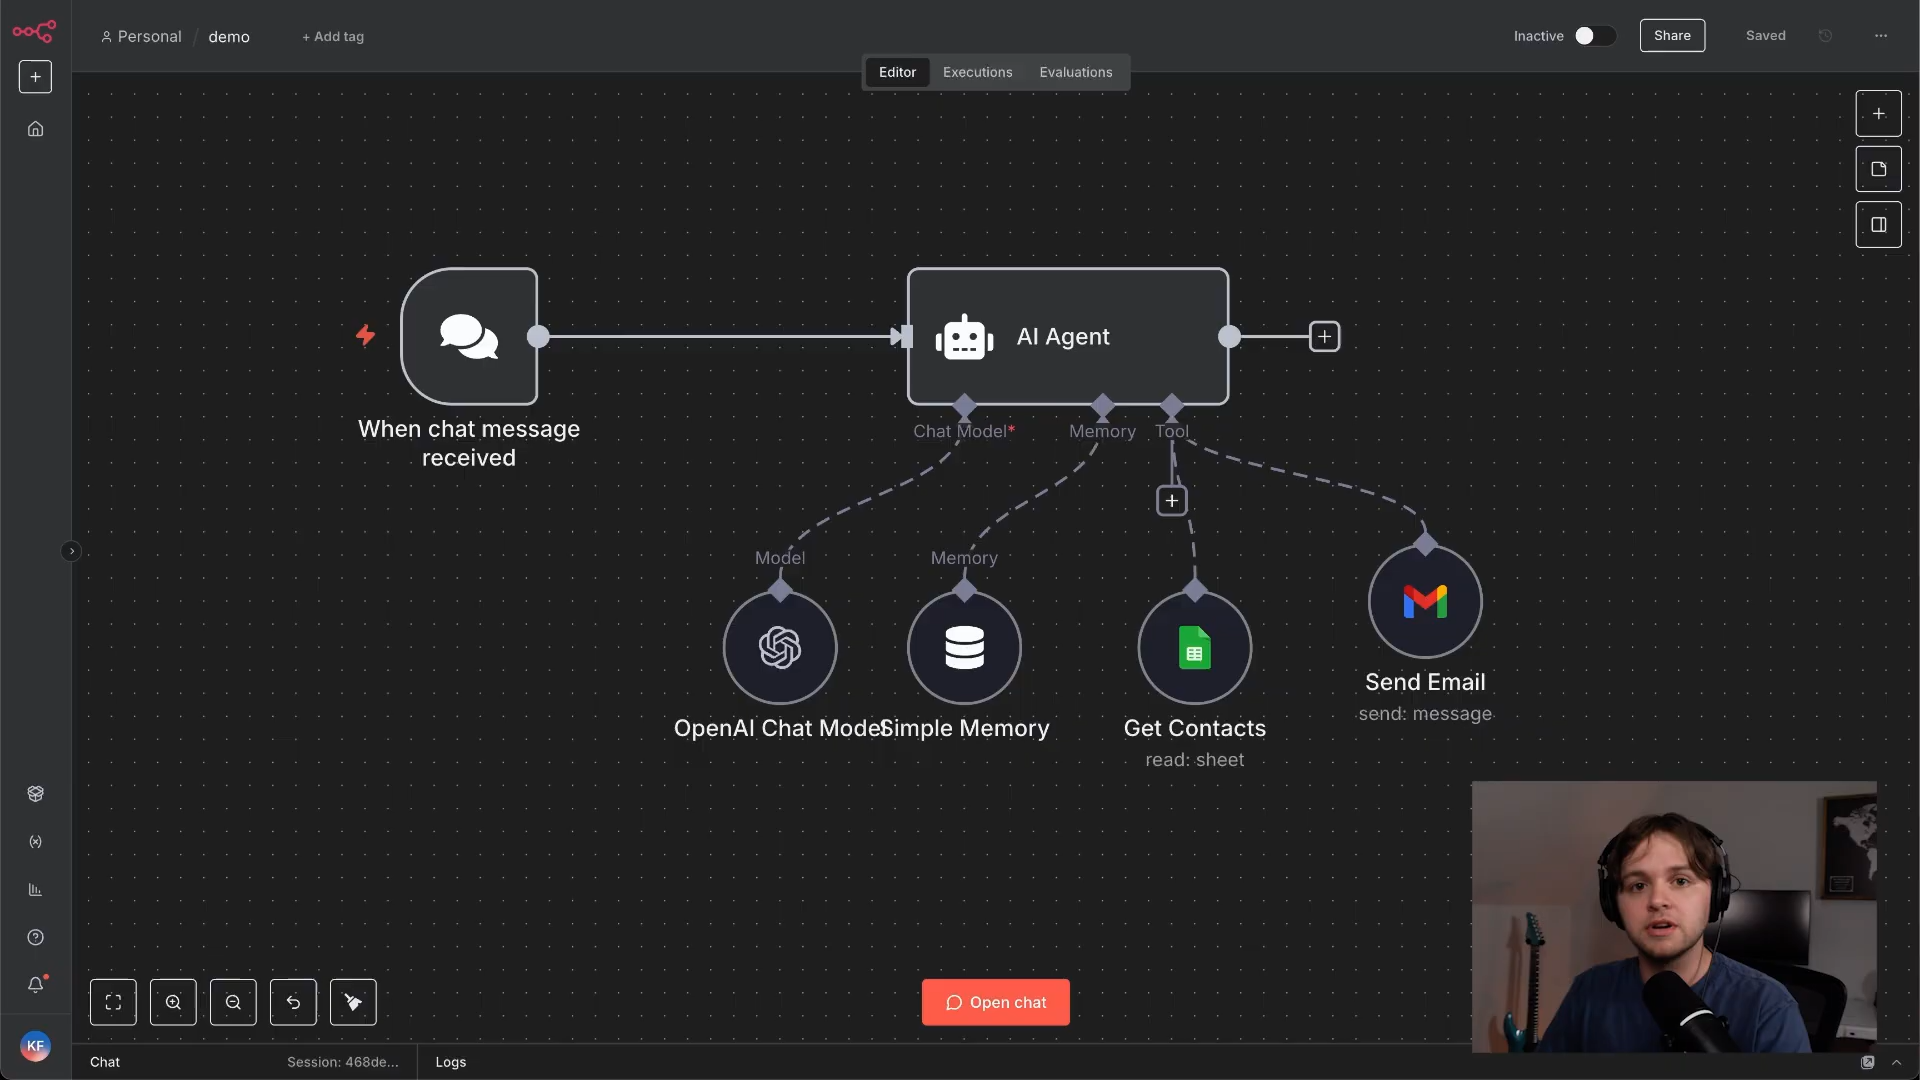 Personal / demo + Add tag
Inactive Share Saved
Editor Executions Evaluations
AI Agent
When chat message
received
Chat Model* Memory Tool
Model Memory
OpenAI Chat Model Simple Memory Get Contacts
read: sheet
Send Email
send: message
Open chat
KF
Chat Session: 468de... Logs